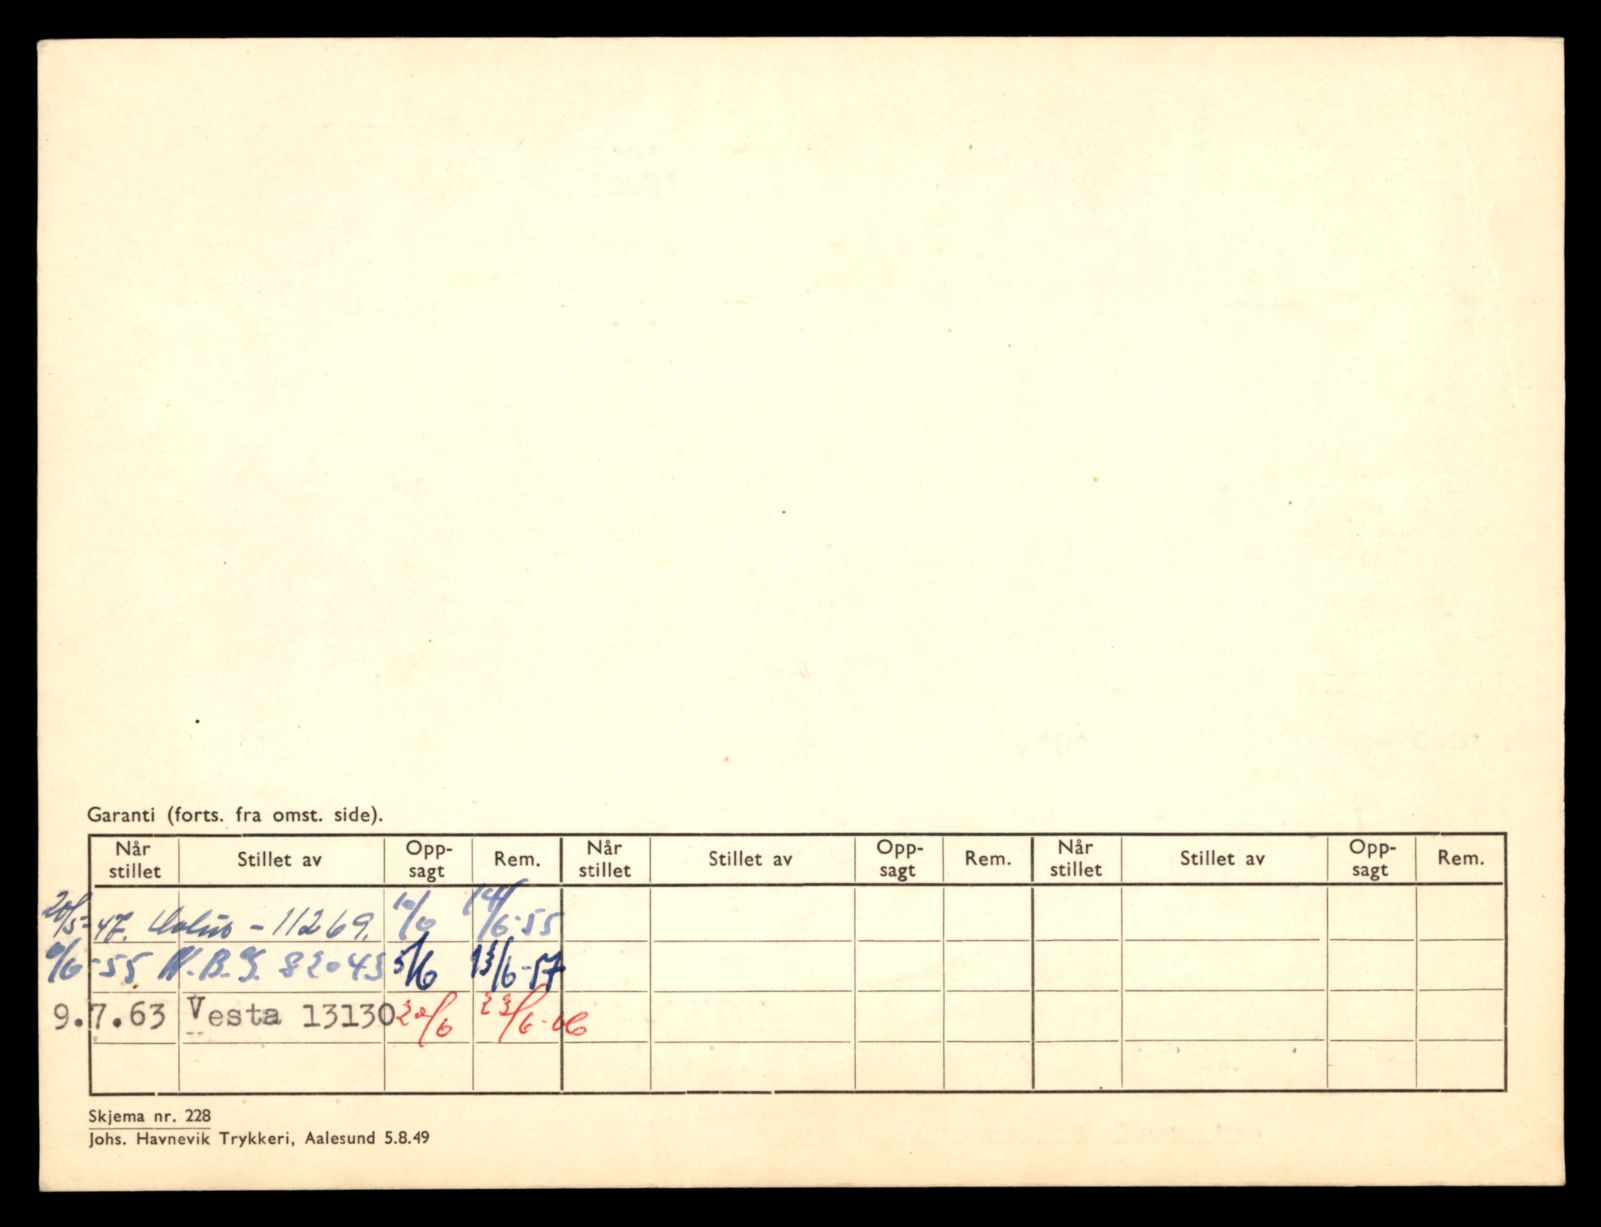 Garanti (forts. fra omst. side).
Når stillet Stillet av Opp-sagt Rem. Når stillet Stillet av Opp-sagt Rem. Når stillet Stillet av Opp-sagt Rem.
20/5- 47. - 11269. 10/6 14/6-55
-55 N.B.G. 82043 5/6 13/6-57
9.7.63 Vesta 13130 20/6 23/6-66
Skjema nr. 228
Johs. Havnevik Trykkeri, Aalesund 5.8.49